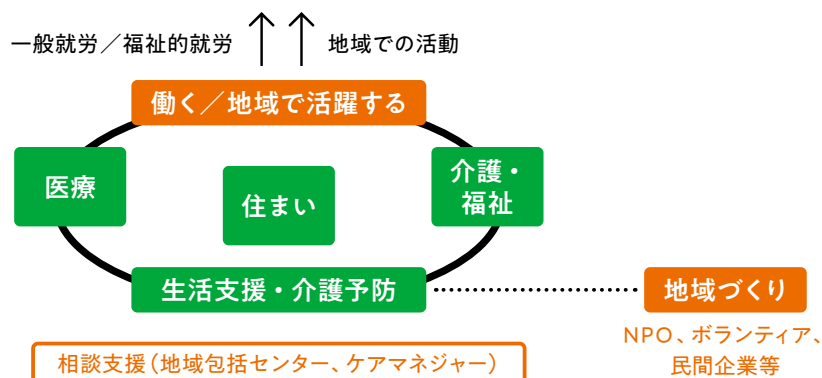 一般就労／福祉的就労
地域での活動
働く／地域で活躍する
医療
住まい
介護・
福祉
生活支援・介護予防
地域づくり
NPO、ボランティア、
民間企業等
相談支援（地域包括センター、ケアマネジャー）